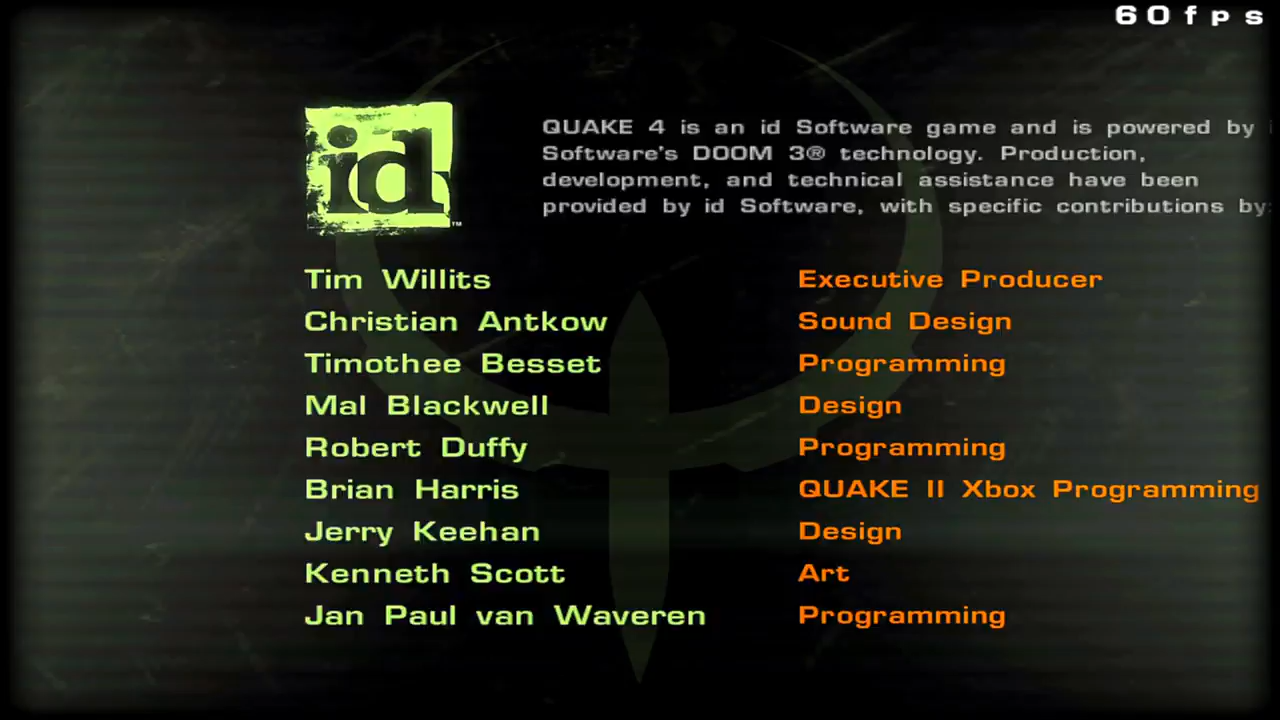 60fps
id
™
QUAKE 4 is an id Software game and is powered by
Software's DOOM 3® technology. Production,
development, and technical assistance have been
provided by id Software, with specific contributions by:
Tim Willits Executive Producer
Christian Antkow Sound Design
Timothee Besset Programming
Mal Blackwell Design
Robert Duffy Programming
Brian Harris QUAKE II Xbox Programming
Jerry Keehan Design
Kenneth Scott Art
Jan Paul van Waveren Programming